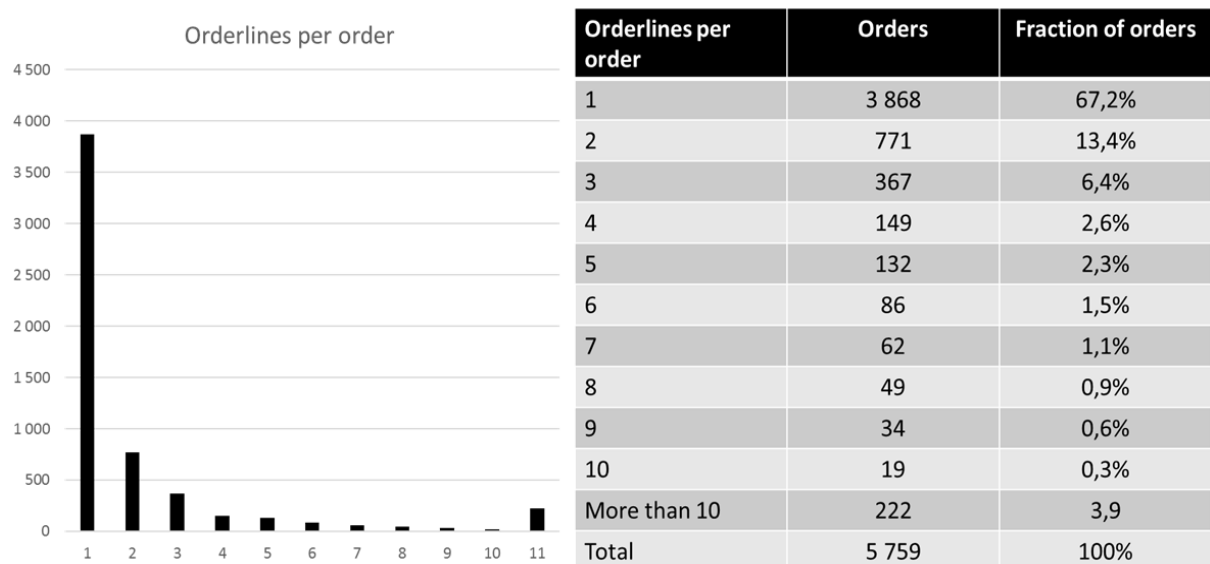 Orderlines per order
4 500
4 000
3 500
3 000
2 500
2 000
1 500
1 000
500
0
1 2 3 4 5 6 7 8 9 10 11
Orderlines per order Orders Fraction of orders
1 3 868 67,2%
2 771 13,4%
3 367 6,4%
4 149 2,6%
5 132 2,3%
6 86 1,5%
7 62 1,1%
8 49 0,9%
9 34 0,6%
10 19 0,3%
More than 10 222 3,9
Total 5 759 100%